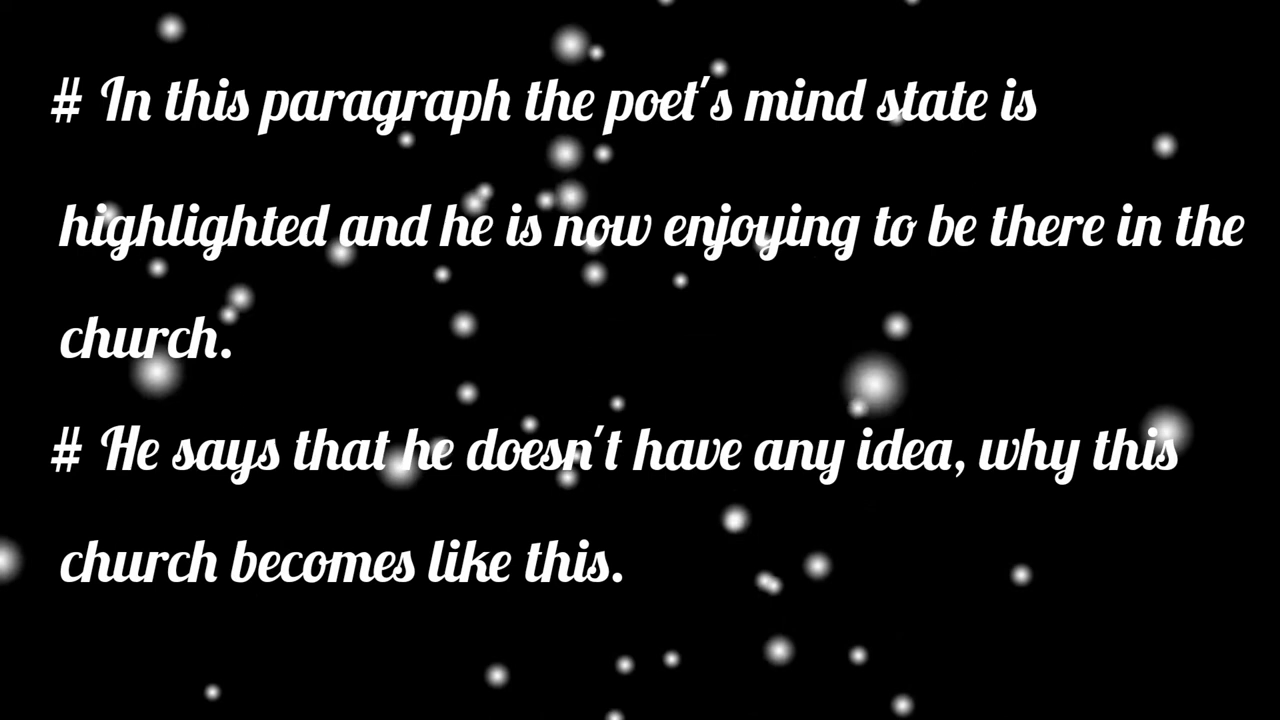 # In this paragraph the poet's mind state is
highlighted and he is now enjoying to be there in the
church.
# He says that he doesn't have any idea, why this
church becomes like this.